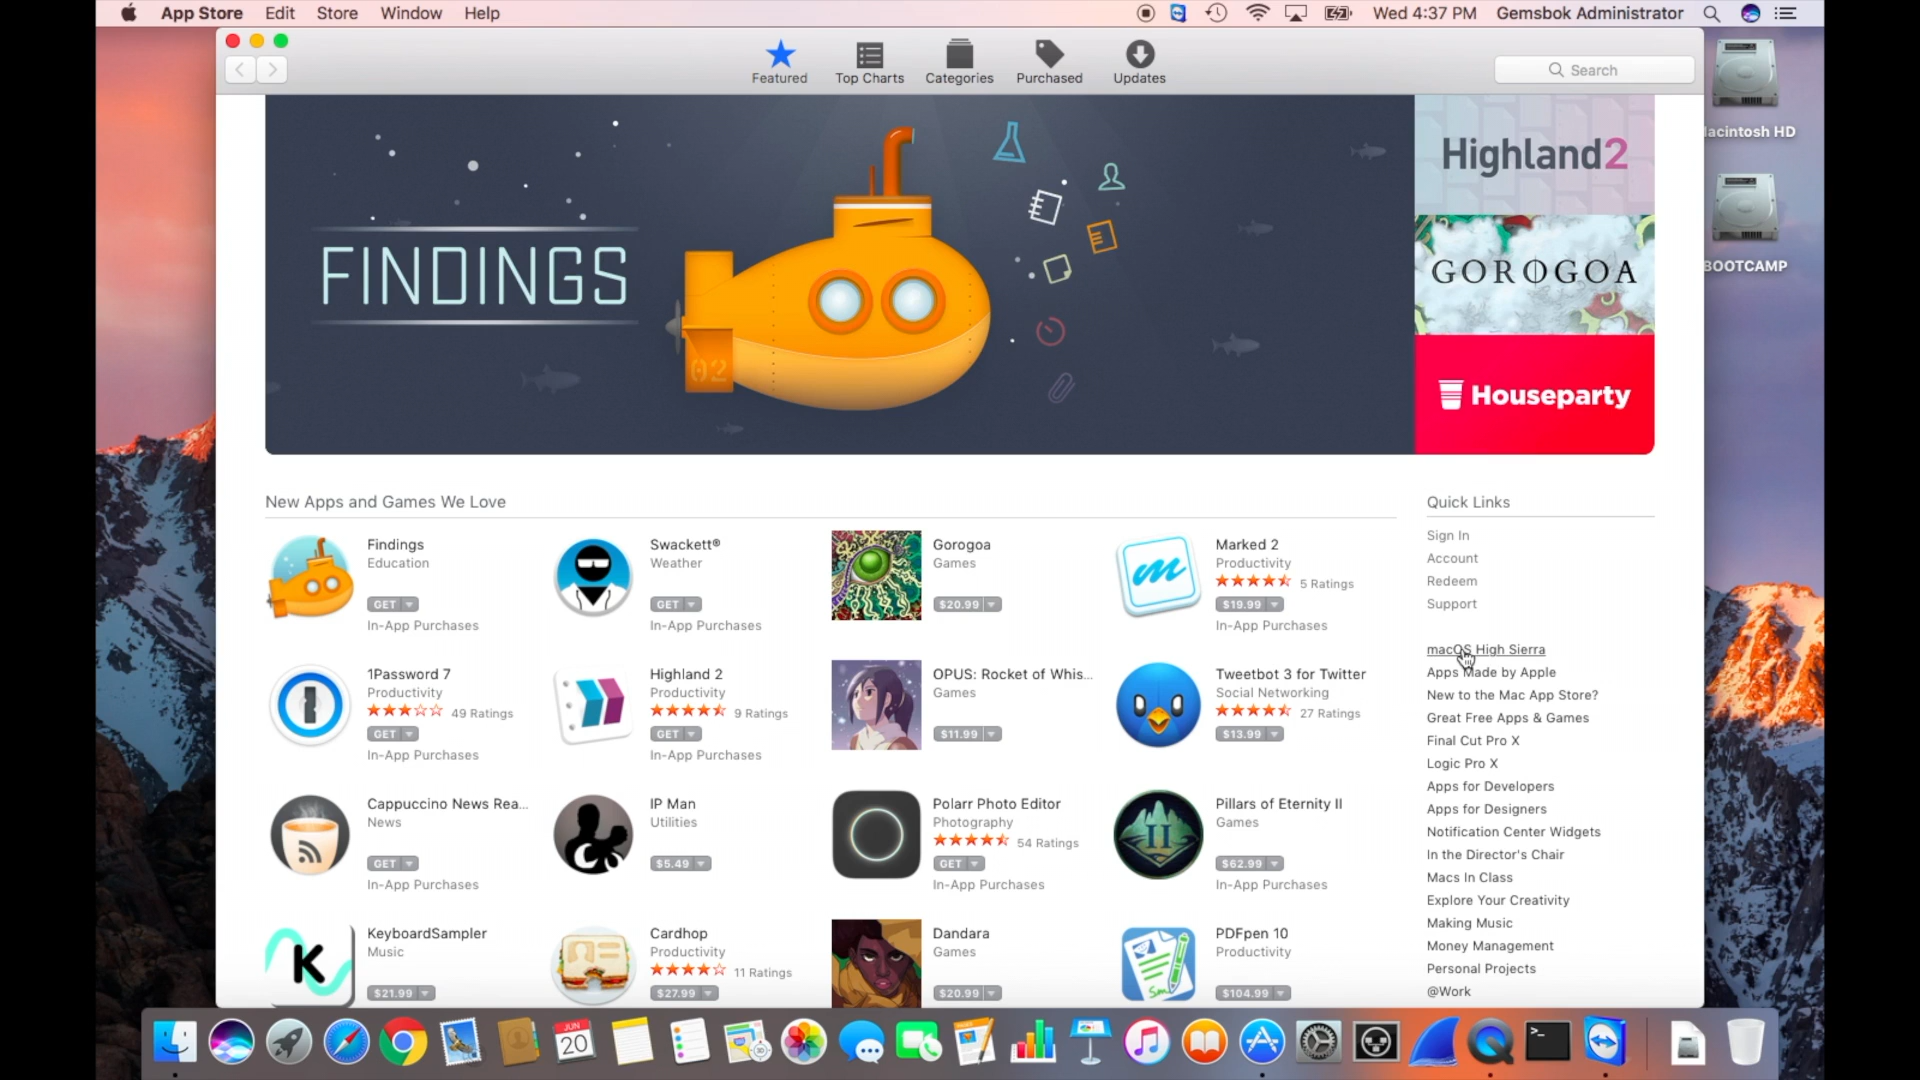 App Store Edit Store Window Help Wed 4:37 PM Gemsbok Administrator
Featured Top Charts Categories Purchased Updates
Search
Macintosh HD
BOOTCAMP
FINDINGS
02
Highland2
GOROGOA
Houseparty
New Apps and Games We Love
Findings
Education
GET
In-App Purchases
Swackett®
Weather
GET
In-App Purchases
Gorogoa
Games
$20.99
Marked 2
Productivity
5 Ratings
$19.99
In-App Purchases
1Password 7
Productivity
49 Ratings
GET
In-App Purchases
Highland 2
Productivity
9 Ratings
GET
In-App Purchases
OPUS: Rocket of Whis...
Games
$11.99
Tweetbot 3 for Twitter
Social Networking
27 Ratings
$13.99
Cappuccino News Rea...
News
GET
In-App Purchases
IP Man
Utilities
$5.49
Polarr Photo Editor
Photography
54 Ratings
GET
In-App Purchases
II
Pillars of Eternity II
Games
$62.99
In-App Purchases
K
KeyboardSampler
Music
$21.99
Cardhop
Productivity
11 Ratings
$27.99
Dandara
Games
$20.99
PDFpen 10
Productivity
$104.99
Quick Links
Sign In
Account
Redeem
Support
macOS High Sierra
Apps Made by Apple
New to the Mac App Store?
Great Free Apps & Games
Final Cut Pro X
Logic Pro X
Apps for Developers
Apps for Designers
Notification Center Widgets
In the Director's Chair
Macs In Class
Explore Your Creativity
Making Music
Money Management
Personal Projects
@Work
JUN
20